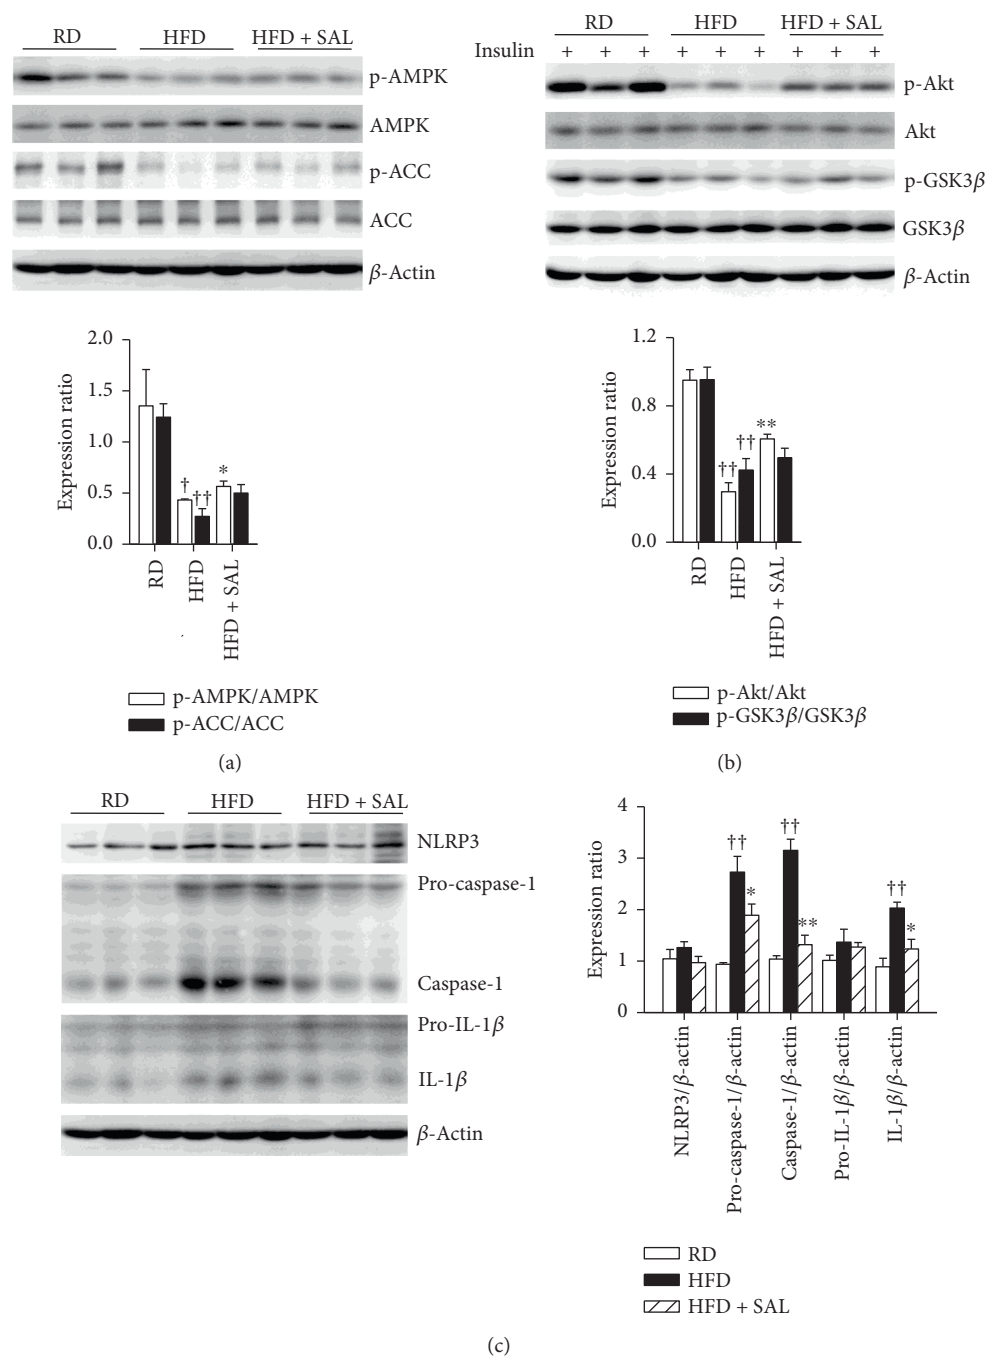 RD HFD HFD + SAL
p-AMPK
AMPK
p-ACC
ACC
β-Actin
2.0
1.5
1.0
0.5
0.0
Expression ratio
† †† *
RD HFD HFD + SAL
p-AMPK/AMPK
p-ACC/ACC
(a)
RD HFD HFD + SAL
Insulin + + + + + + + + +
p-Akt
Akt
p-GSK3β
GSK3β
β-Actin
1.2
0.8
0.4
0.0
Expression ratio
†† †† **
RD HFD HFD + SAL
p-Akt/Akt
p-GSK3β/GSK3β
(b)
RD HFD HFD + SAL
NLRP3
Pro-caspase-1
Caspase-1
Pro-IL-1β
IL-1β
β-Actin
4
3
2
1
0
Expression ratio
†† * †† ** †† *
NLRP3/β-actin
Pro-caspase-1/β-actin
Caspase-1/β-actin
Pro-IL-1β/β-actin
IL-1β/β-actin
RD
HFD
HFD + SAL
(c)